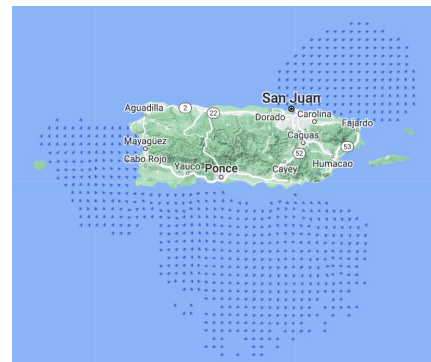 San Juan
Aguadilla
2
22
Dorado
Carolina
Fajardo
Mayagüez
Caguas
53
Cabo Rojo
Yauco
Ponce
52
Cayey
Humacao